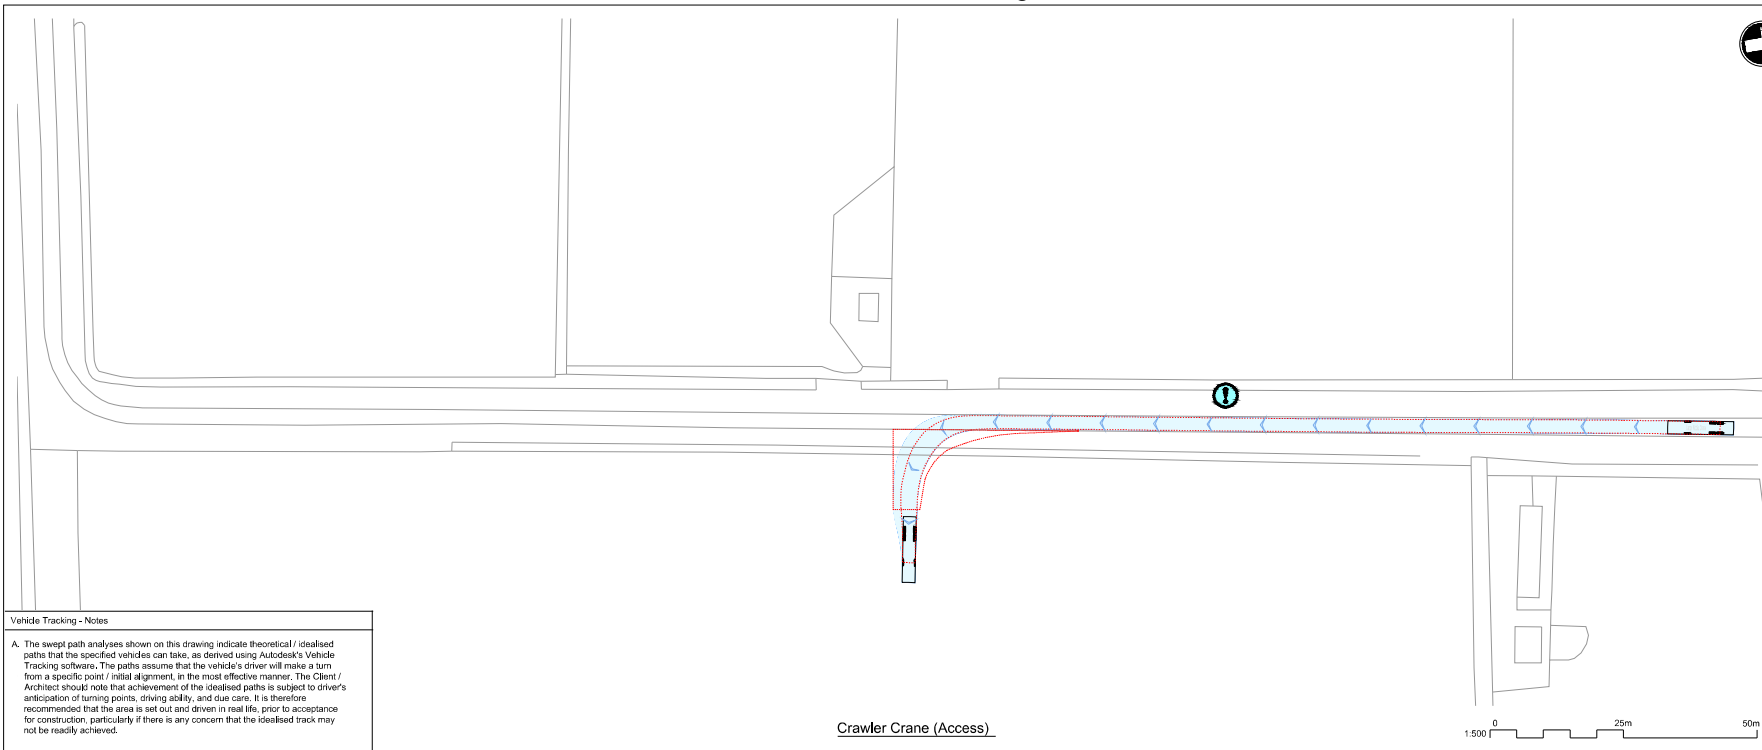 Vehicle Tracking - Notes
A. The swept path analyses shown on this drawing indicate theoretical / idealised
paths that the specified vehicles can take, as derived using Autodesk's Vehicle
Tracking software. The paths assume that the vehicle's driver will make a turn
from a specific point / initial alignment, in the most effective manner. The Client /
Architect should note that achievement of the idealised paths is subject to driver's
anticipation of turning points, driving ability, and due care. It is therefore
recommended that the area is set out and driven in real life, prior to acceptance
for construction, particularly if there is any concern that the idealised track may
not be readily achieved.
Crawler Crane (Access)
0 25m 50m
1:500